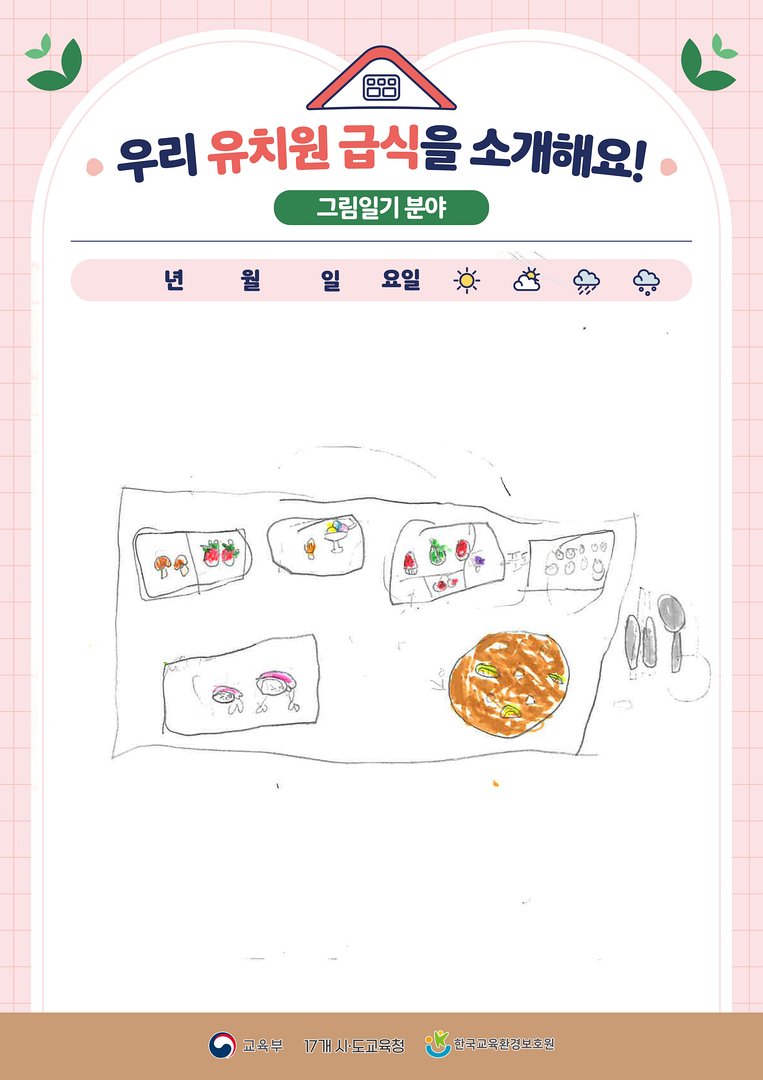 우리 유치원 급식을 소개해요!
그림일기 분야
년 월 일 요일
포도
교육부 17개 시·도교육청 한국교육환경보호원